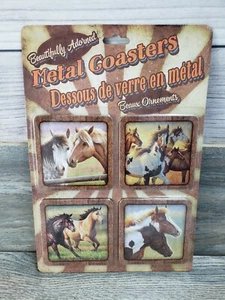 Beautifully Adorned
Metal Coasters
Dessous de verre en métal
Beaux Ornements